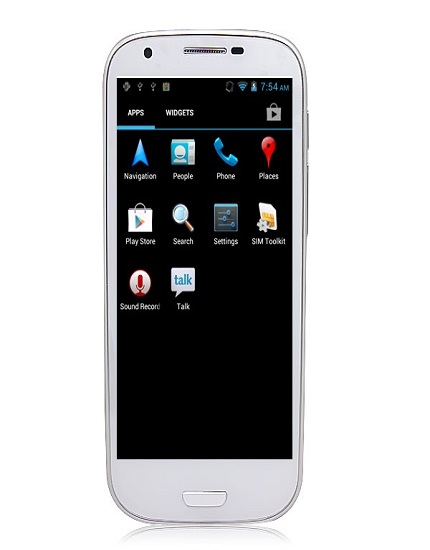 7:54 AM
APPS WIDGETS
Navigation People Phone Places
Play Store Search Settings SIM Toolkit
talk
Sound Record Talk